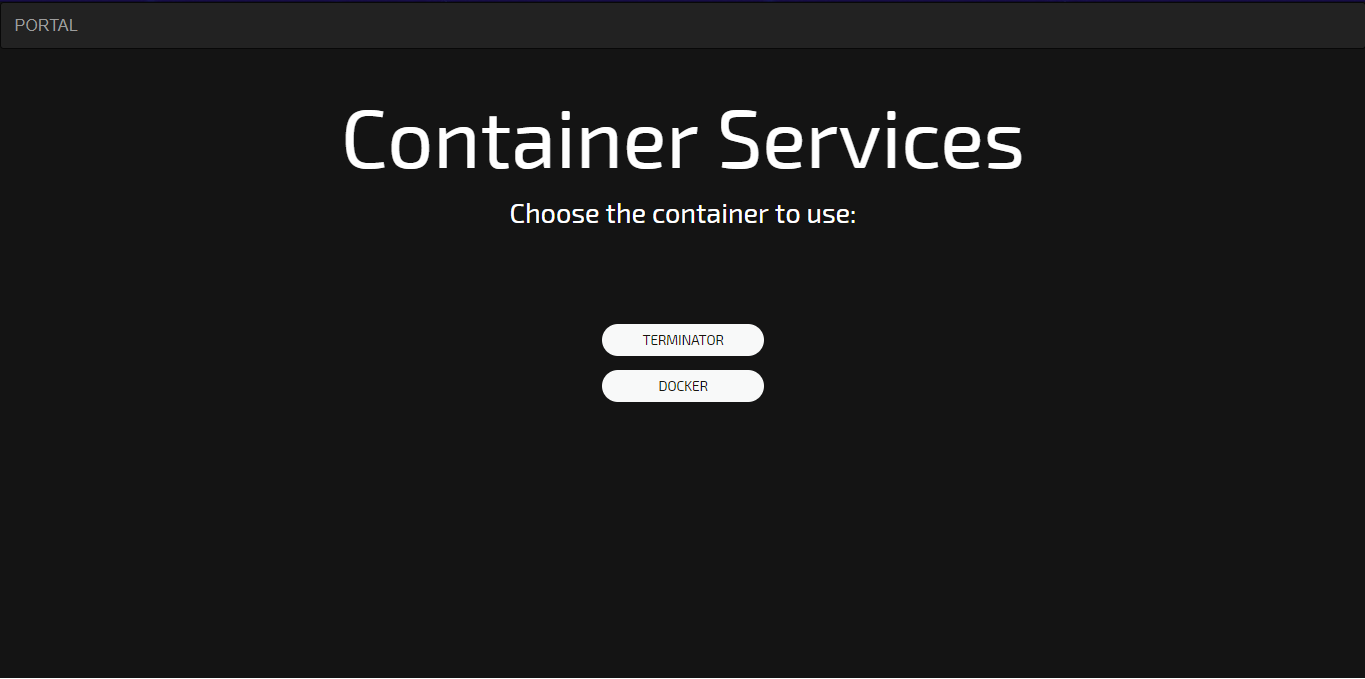 PORTAL
Container Services
Choose the container to use:
TERMINATOR
DOCKER